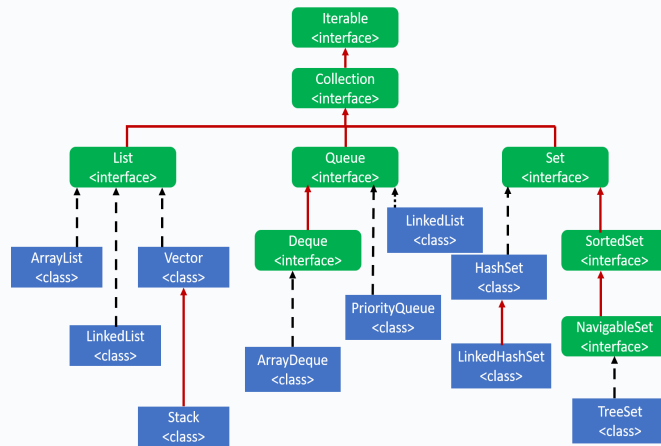 Iterable
<interface>
Collection
<interface>
List
<interface>
Queue
<interface>
Set
<interface>
LinkedList
<class>
Deque
<interface>
SortedSet
<interface>
ArrayList
<class>
Vector
<class>
HashSet
<class>
PriorityQueue
<class>
NavigableSet
<interface>
LinkedList
<class>
ArrayDeque
<class>
LinkedHashSet
<class>
Stack
<class>
TreeSet
<class>